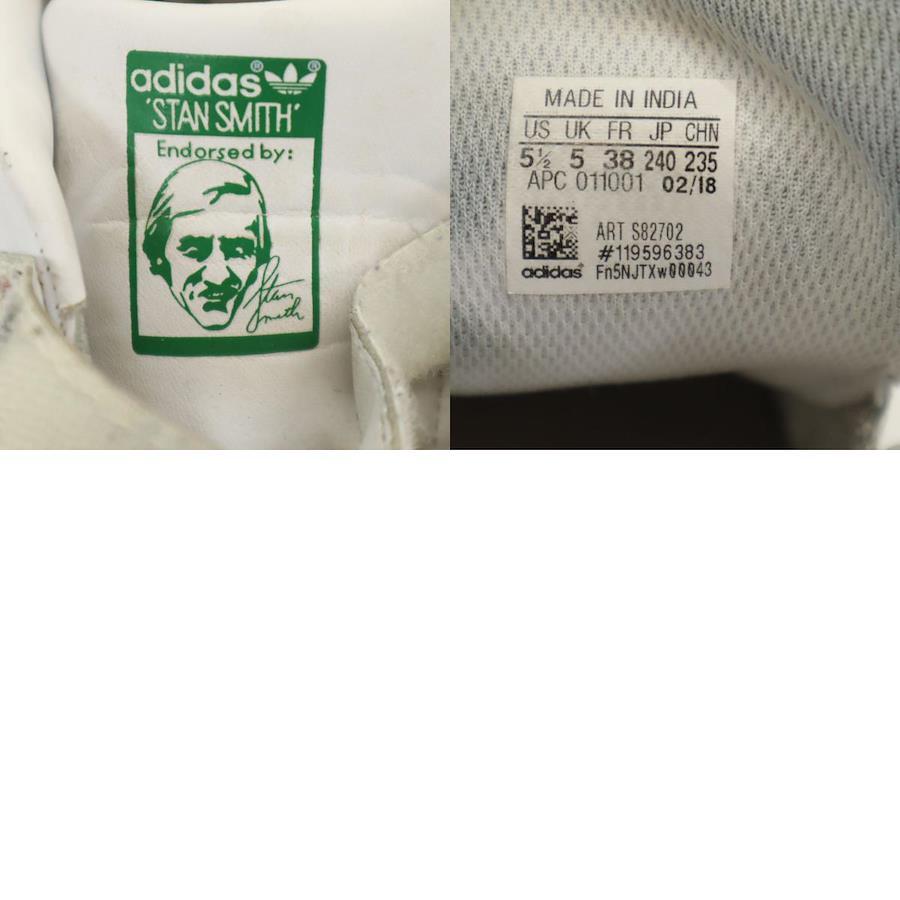 adidas®
'STAN SMITH'
Endorsed by:
Stan
Smith
MADE IN INDIA
US UK FR JP CHN
5½ 5 38 240 235
APC 011001 02/18
ART S82702
#119596383
adidas Fn5NJTXw00043